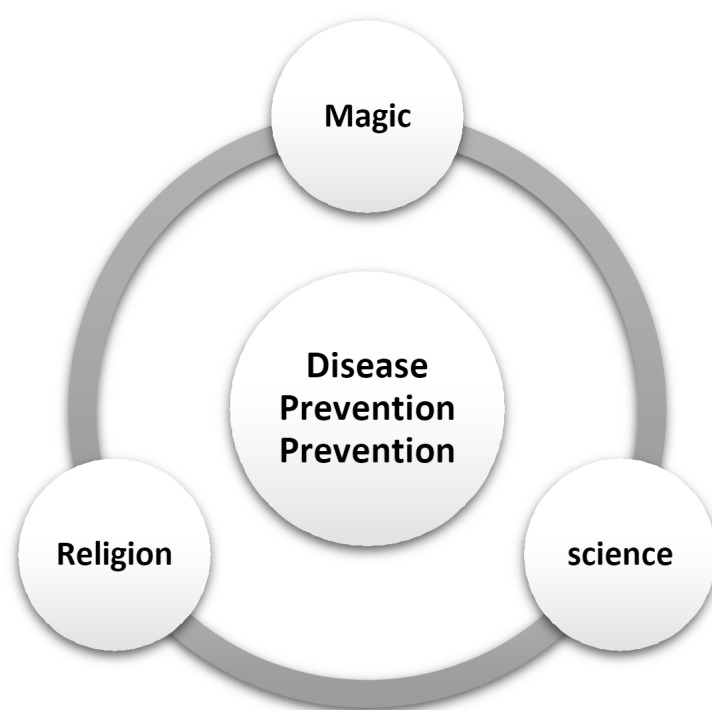 Magic
Disease
Prevention
Prevention
Religion
science